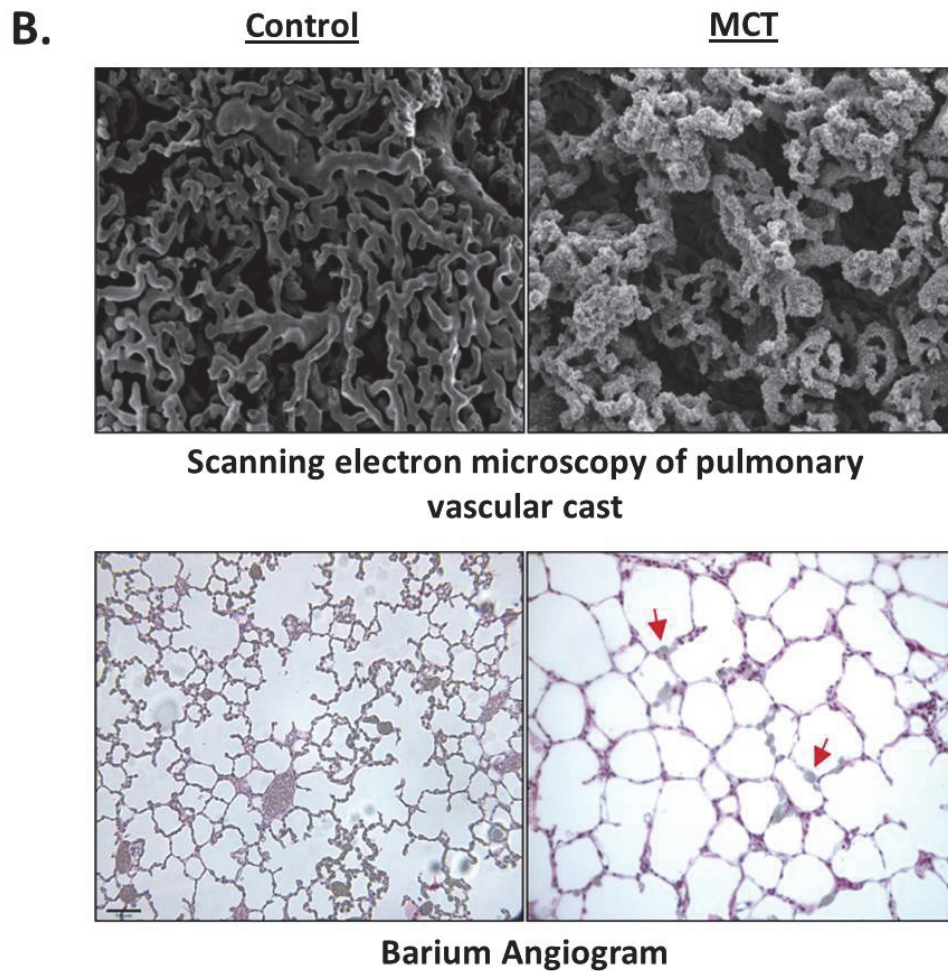 B.
Control
MCT
Scanning electron microscopy of pulmonary
vascular cast
Barium Angiogram